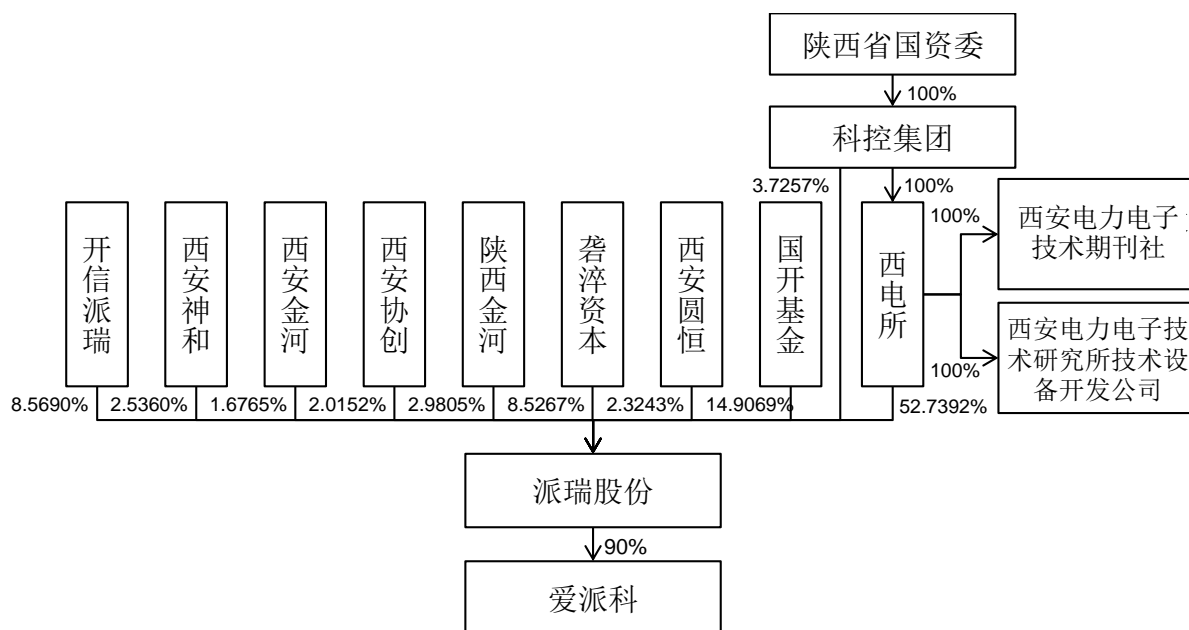 陕西省国资委
100%
科控集团
3.7257%
100%
开信派瑞
西安神和
西安金河
西安协创
陕西金河
砻淬资本
西安圆恒
国开基金
西电所
100%
西安电力电子
技术期刊社
100%
西安电力电子技
术研究所技术设
备开发公司
8.5690%
2.5360%
1.6765%
2.0152%
2.9805%
8.5267%
2.3243%
14.9069%
52.7392%
派瑞股份
90%
爱派科